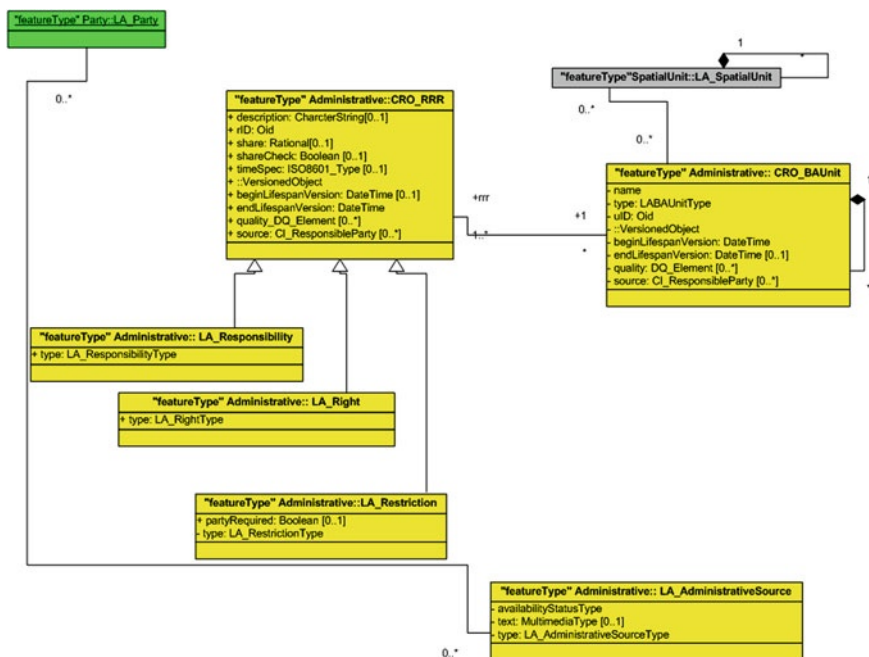 "featureType" Party::LA_Party
0..*
"featureType" Administrative::CRO_RRR
+ description: CharcterString[0..1]
+ rID: Oid
+ share: Rational[0..1]
+ shareCheck: Boolean [0..1]
+ timeSpec: ISO8601_Type [0..1]
+ ::VersionedObject
+ beginLifespanVersion: DateTime [0..1]
+ endLifespanVersion: DateTime
+ quality_DQ_Element [0..*]
+ source: CI_ResponsibleParty [0..*]
1
*
"featureType"SpatialUnit::LA_SpatialUnit
0..*
0..*
"featureType" Administrative:: CRO_BAUnit
- name
- type: LABAUnitType
- uID: Oid
- ::VersionedObject
- beginLifespanVersion: DateTime
- endLifespanVersion: DateTime [0..1]
- quality: DQ_Element [0..*]
- source: CI_ResponsibleParty [0..*]
1
*
+rrr
1..*
+1
*
"featureType" Administrative:: LA_Responsibility
+ type: LA_ResponsibilityType
"featureType" Administrative:: LA_Right
+ type: LA_RightType
"featureType" Administrative::LA_Restriction
+ partyRequired: Boolean [0..1]
- type: LA_RestrictionType
"featureType" Administrative:: LA_AdministrativeSource
- availabilityStatusType
- text: MultimediaType [0..1]
- type: LA_AdministrativeSourceType
0..*